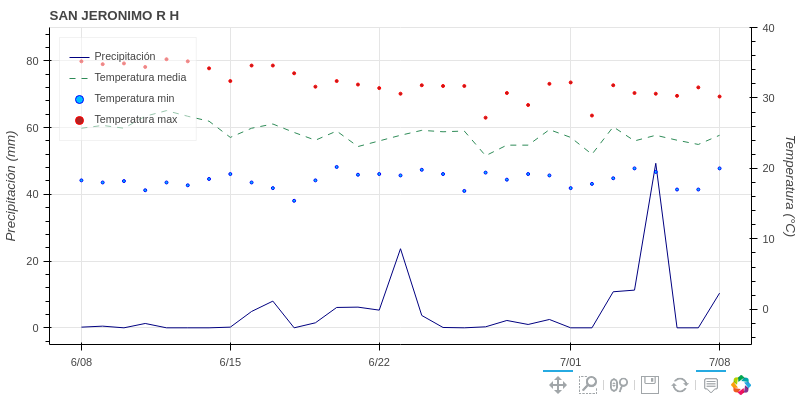 SAN JERONIMO R H
Precipitación
Temperatura media
Temperatura min
Temperatura max
Precipitación (mm)
80
60
40
20
0
Temperatura (°C)
40
30
20
10
0
6/08 6/15 6/22 7/01 7/08